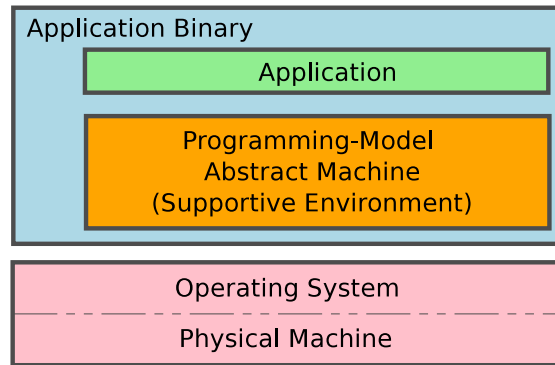 Application Binary
Application
Programming-Model
Abstract Machine
(Supportive Environment)
Operating System
Physical Machine